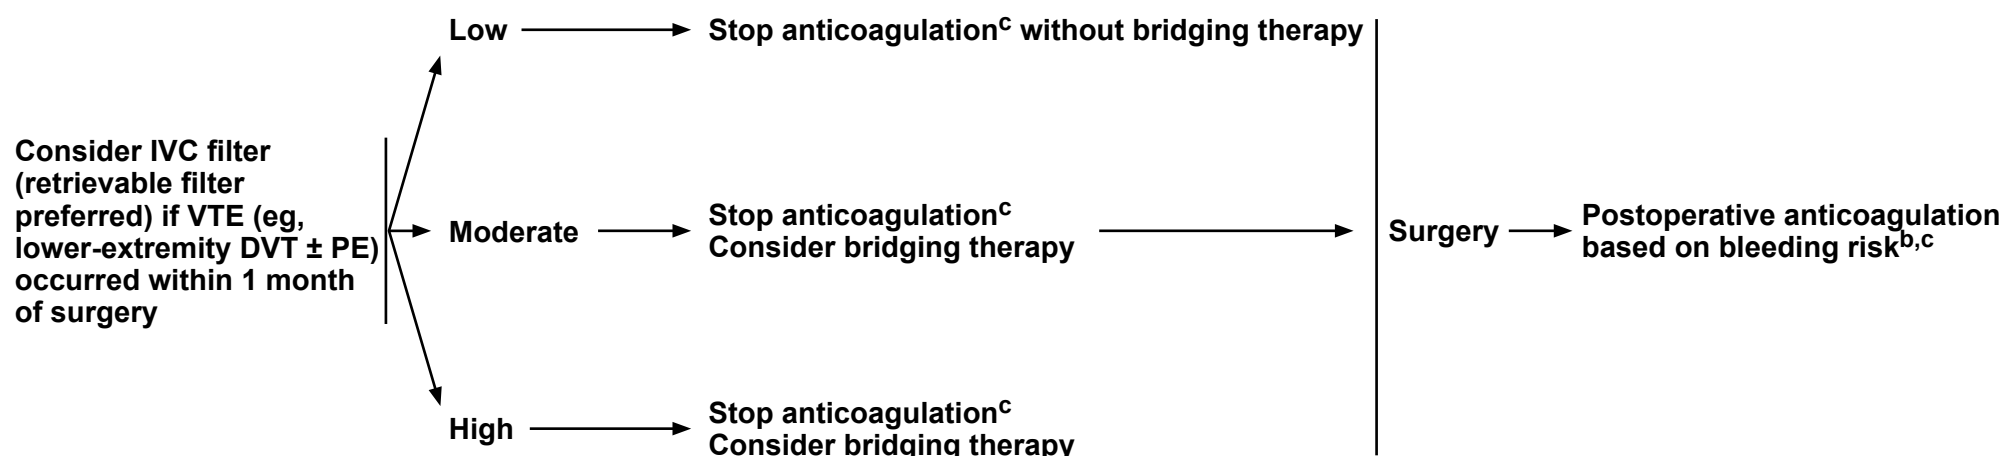 Consider IVC filter
(retrievable filter
preferred) if VTE (eg,
lower-extremity DVT ± PE)
occurred within 1 month
of surgery
Low
Stop anticoagulationᶜ without bridging therapy
Moderate
Stop anticoagulationᶜ
Consider bridging therapy
High
Stop anticoagulationᶜ
Consider bridging therapy
Surgery
Postoperative anticoagulation
based on bleeding riskᵇ,ᶜ